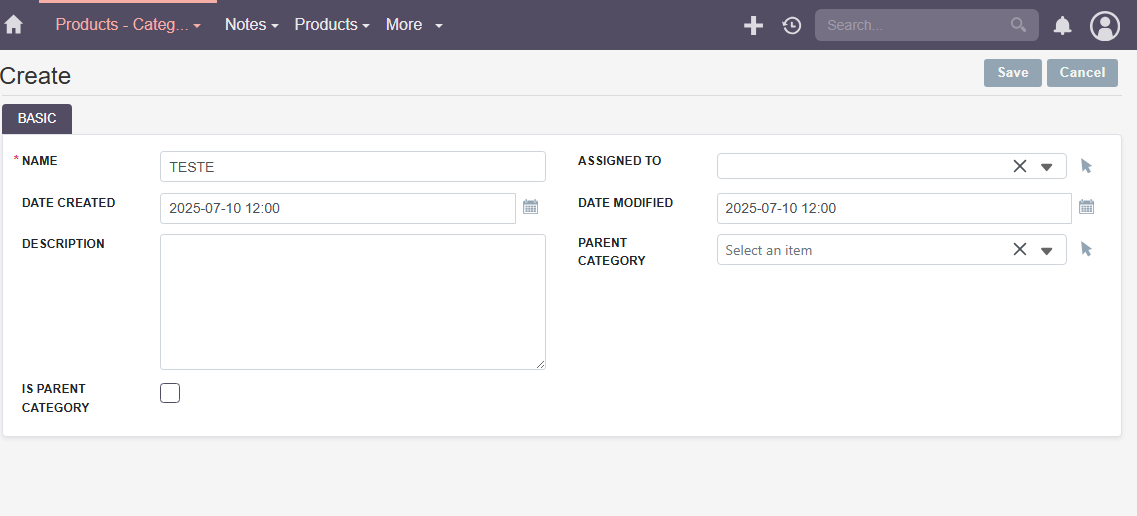 Products - Categ... Notes Products More Search...
Create Save Cancel
BASIC
* NAME TESTE ASSIGNED TO
DATE CREATED 2025-07-10 12:00 DATE MODIFIED 2025-07-10 12:00
DESCRIPTION PARENT
CATEGORY Select an item
IS PARENT
CATEGORY